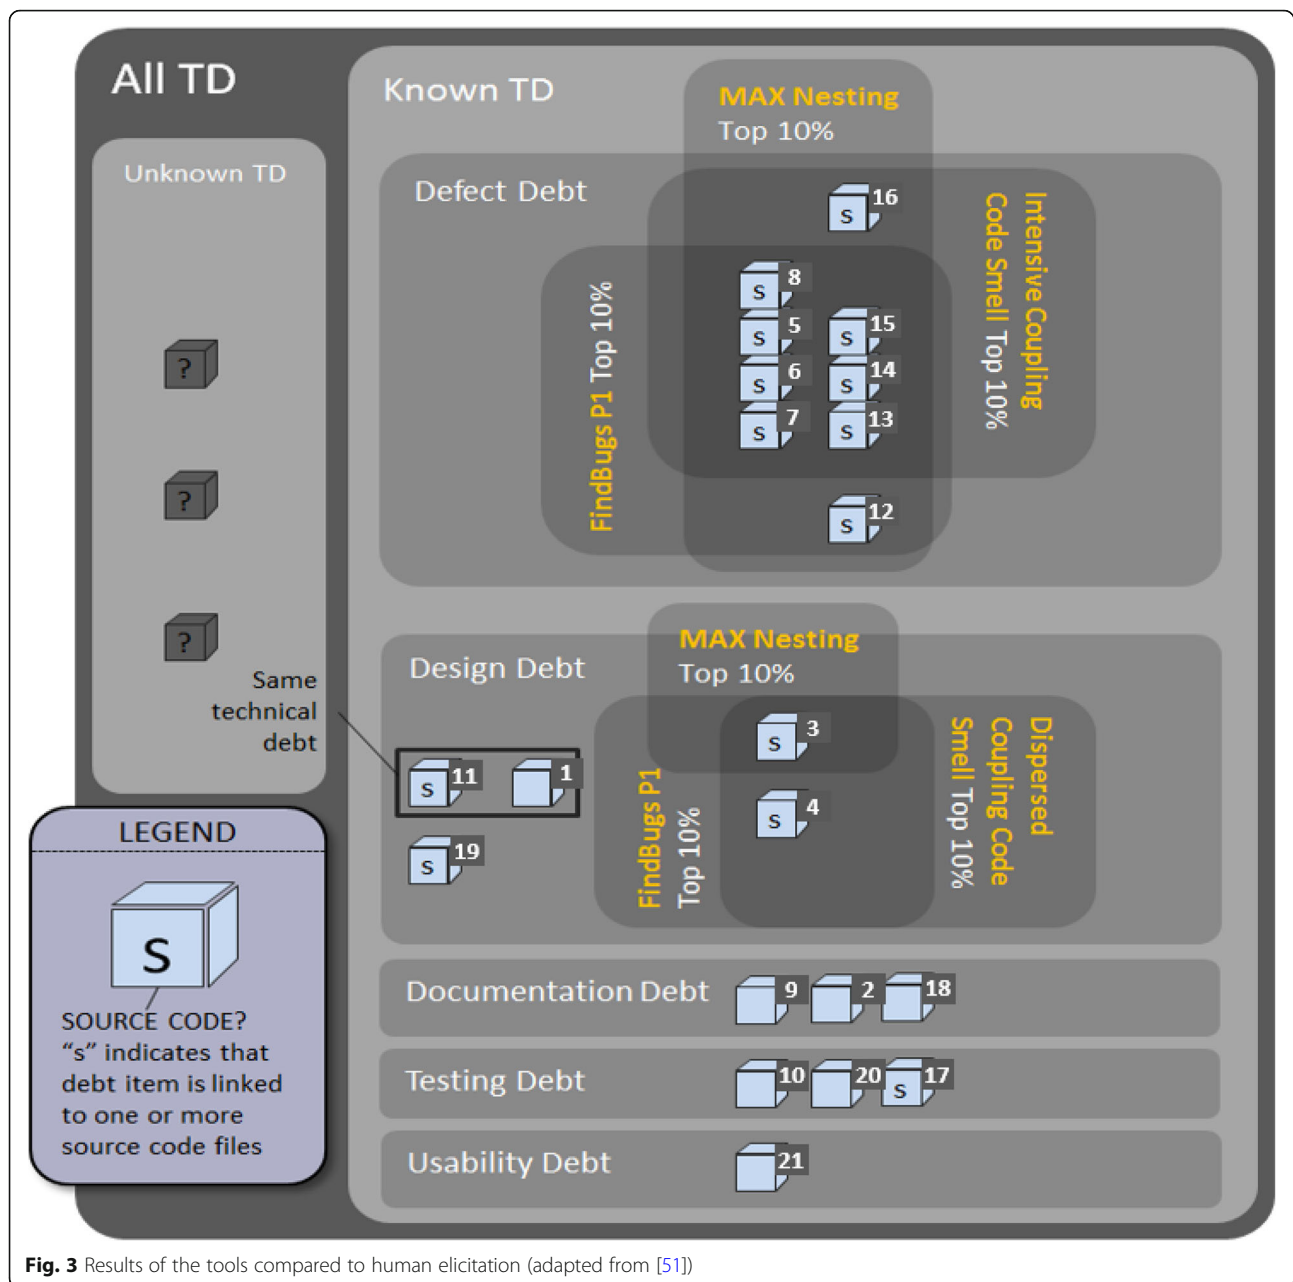 All TD
Unknown TD
?
?
?
Same
technical
debt
Known TD
MAX Nesting
Top 10%
Defect Debt
Intensive Coupling
Code Smell Top 10%
FindBugs P1 Top 10%
S 16
S 8
S 5
S 15
S 6
S 14
S 7
S 13
S 12
Design Debt
MAX Nesting
Top 10%
FindBugs P1
Top 10%
Dispersed
Coupling Code
Smell Top 10%
S 3
S 4
S 11
1
S 19
Documentation Debt
9
2
18
Testing Debt
10
20
S 17
Usability Debt
21
LEGEND
S
SOURCE CODE?
“s” indicates that
debt item is linked
to one or more
source code files
Fig. 3 Results of the tools compared to human elicitation (adapted from [51])